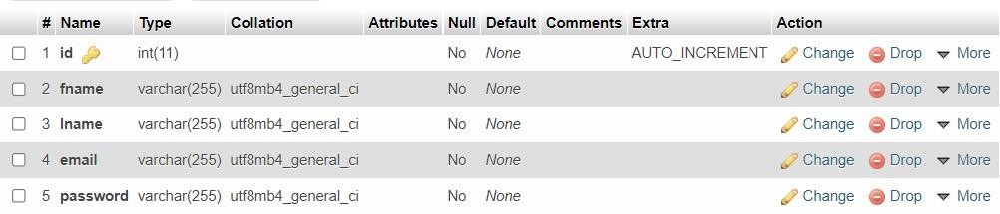 # Name Type Collation Attributes Null Default Comments Extra Action
1 id int(11) No None AUTO_INCREMENT Change Drop More
2 fname varchar(255) utf8mb4_general_ci No None Change Drop More
3 lname varchar(255) utf8mb4_general_ci No None Change Drop More
4 email varchar(255) utf8mb4_general_ci No None Change Drop More
5 password varchar(255) utf8mb4_general_ci No None Change Drop More